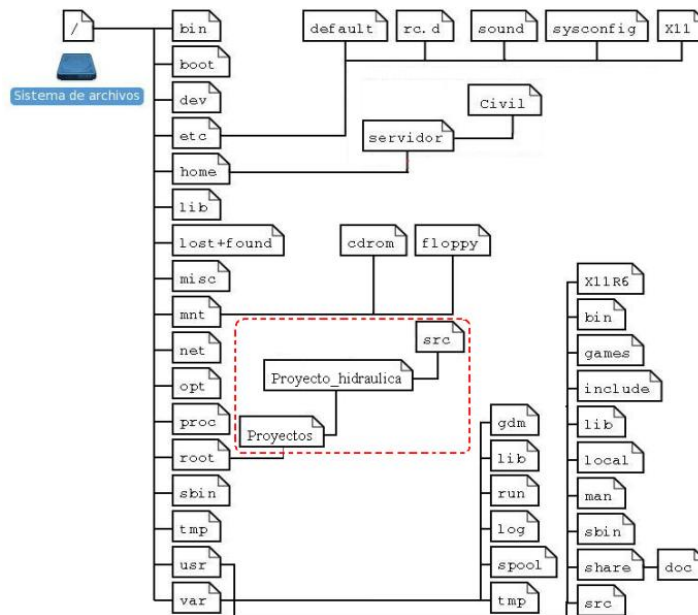 /
Sistema de archivos
bin
boot
dev
etc
home
lib
lost+found
misc
mnt
net
opt
proc
root
sbin
tmp
usr
var
default
rc.d
sound
sysconfig
X11
servidor
Civil
cdrom
floppy
src
Proyecto_hidraulica
Proyectos
gdm
lib
run
log
spool
tmp
X11R6
bin
games
include
lib
local
man
sbin
share
doc
src